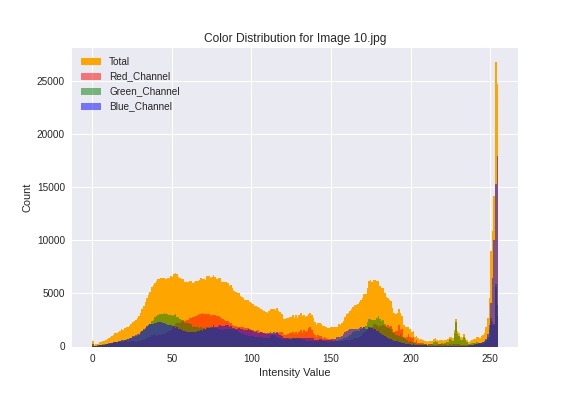 Color Distribution for Image 10.jpg
Total
Red_Channel
Green_Channel
Blue_Channel
25000
20000
15000
10000
5000
0
Count
0 50 100 150 200 250
Intensity Value